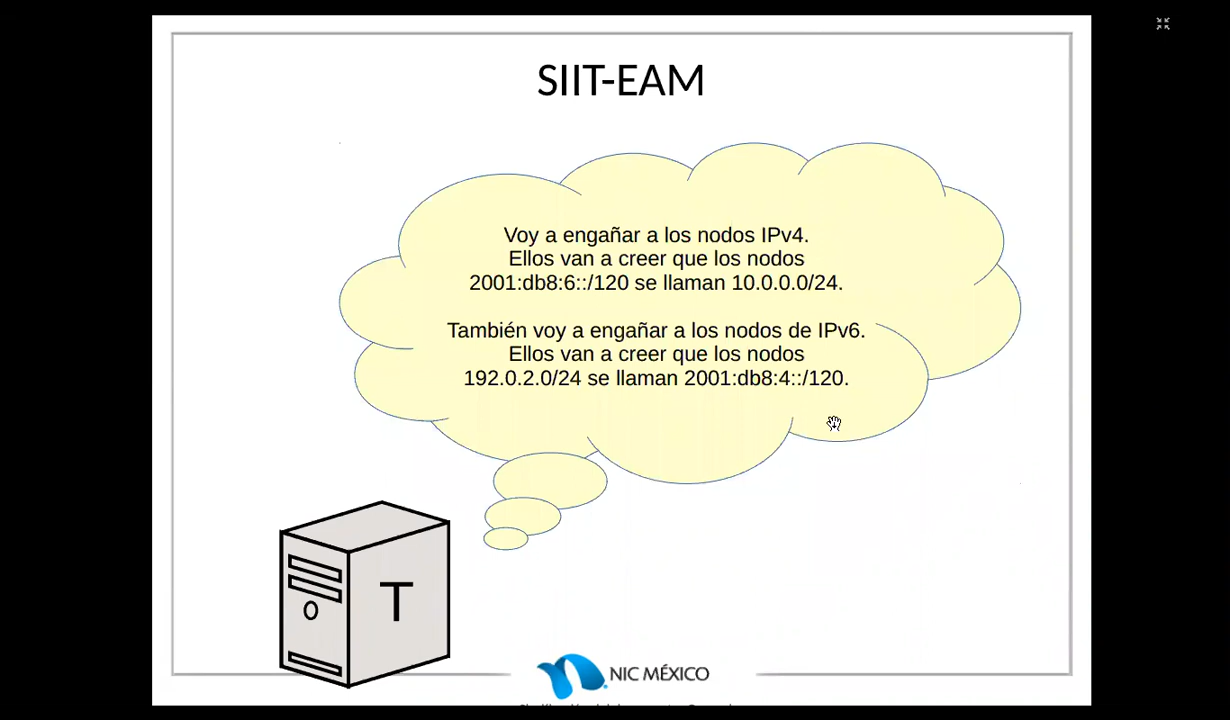 SIIT-EAM
Voy a engañar a los nodos IPv4.
Ellos van a creer que los nodos
2001:db8:6::/120 se llaman 10.0.0.0/24.
También voy a engañar a los nodos de IPv6.
Ellos van a creer que los nodos
192.0.2.0/24 se llaman 2001:db8:4::/120.
T
NIC MÉXICO